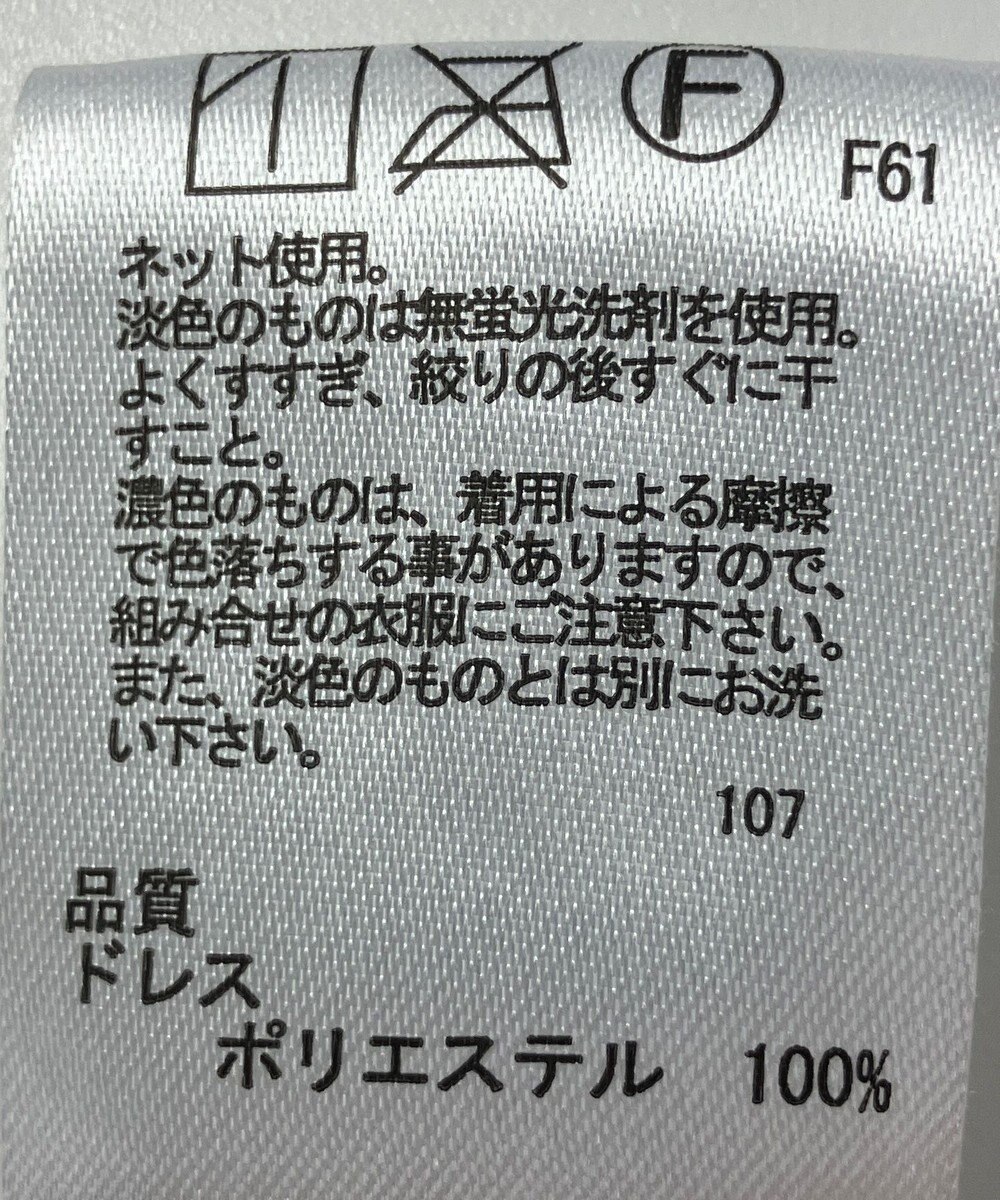 F
F61
ネット使用。
淡色のものは無蛍光洗剤を使用。
よくすすぎ、絞りの後すぐに干
すこと。
濃色のものは、着用による摩擦
で色落ちする事がありますので、
組み合せの衣服にご注意下さい。
また、淡色のものとは別にお洗
い下さい。
107
品質
ドレス
ポリエステル 100%